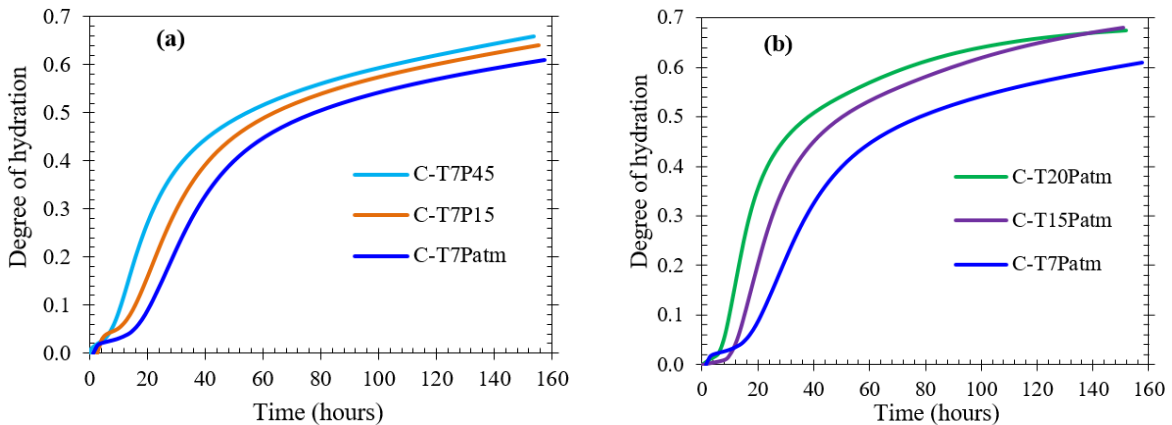 (a)
Degree of hydration
0.7
0.6
0.5
0.4
0.3
0.2
0.1
0.0
C-T7P45
C-T7P15
C-T7Patm
0 20 40 60 80 100 120 140 160
Time (hours)
(b)
Degree of hydration
0.7
0.6
0.5
0.4
0.3
0.2
0.1
0.0
C-T20Patm
C-T15Patm
C-T7Patm
0 20 40 60 80 100 120 140 160
Time (hours)